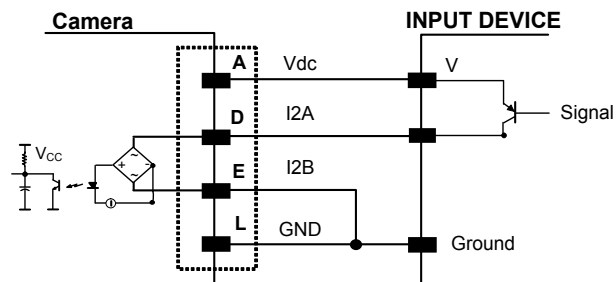 Camera
INPUT DEVICE
A
Vdc
V
D
I2A
Signal
VCC
E
I2B
L
GND
Ground